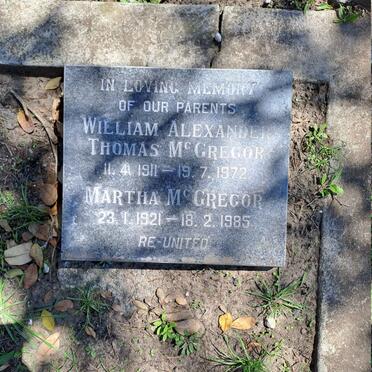 IN LOVING MEMORY
OF OUR PARENTS
WILLIAM ALEXANDER
THOMAS MCGREGOR
11.4.1911 – 19.7.1972
MARTHA MCGREGOR
23.1.1921 – 18.2.1985
RE-UNITED